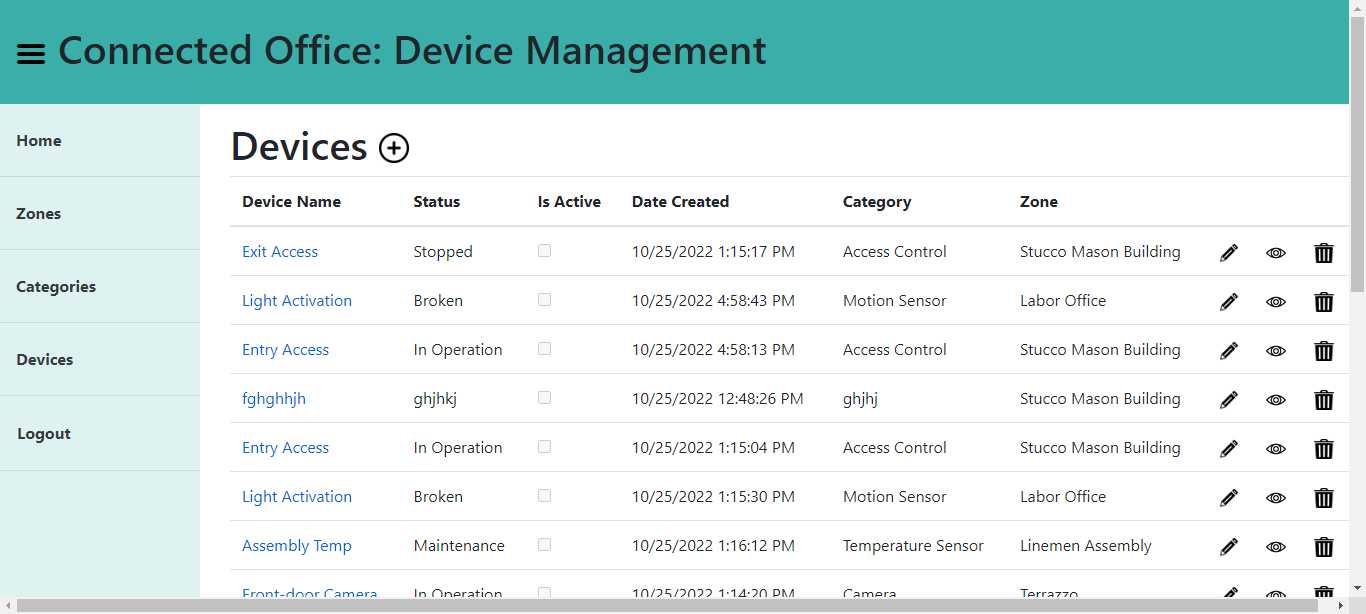 Connected Office: Device Management
Home
Zones
Categories
Devices
Logout
Devices
Device Name Status Is Active Date Created Category Zone
Exit Access Stopped 10/25/2022 1:15:17 PM Access Control Stucco Mason Building
Light Activation Broken 10/25/2022 4:58:43 PM Motion Sensor Labor Office
Entry Access In Operation 10/25/2022 4:58:13 PM Access Control Stucco Mason Building
fghghhjh ghjhkj 10/25/2022 12:48:26 PM ghjhj Stucco Mason Building
Entry Access In Operation 10/25/2022 1:15:04 PM Access Control Stucco Mason Building
Light Activation Broken 10/25/2022 1:15:30 PM Motion Sensor Labor Office
Assembly Temp Maintenance 10/25/2022 1:16:12 PM Temperature Sensor Linemen Assembly
Front-door Camera In Operation 10/25/2022 1:14:20 PM Camera Terrazzo